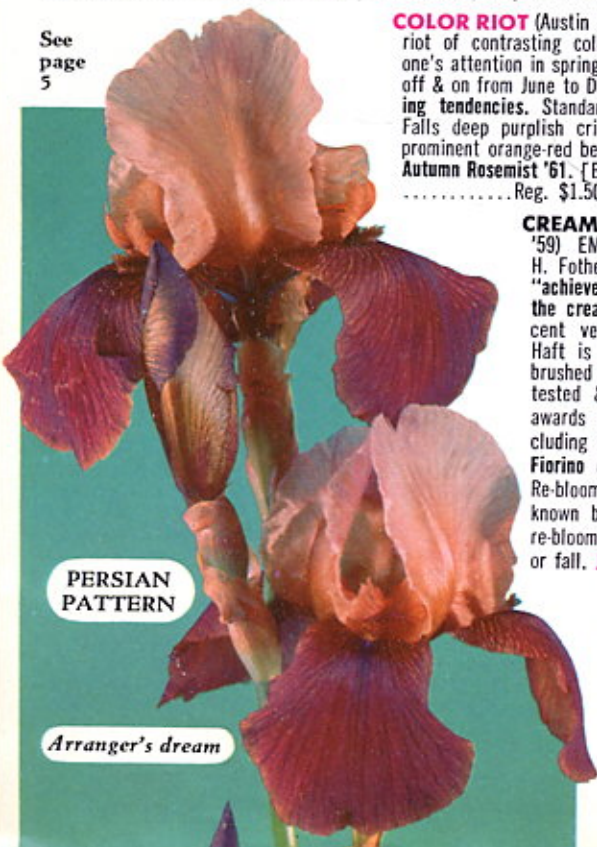 See
page
5
COLOR RIOT (Austin
riot of contrasting col
one's attention in spring
off & on from June to D
ing tendencies. Standar
Falls deep purplish cri
prominent orange-red be
Autumn Rosemist '61. [E
............Reg. $1.50
CREAM
'59) EM
H. Fothe
"achieve
the crea
cent ve
Haft is
brushed
tested &
awards
cluding
Fiorino
Re-bloom
known b
re-bloom
or fall.
PERSIAN
PATTERN
Arranger's dream